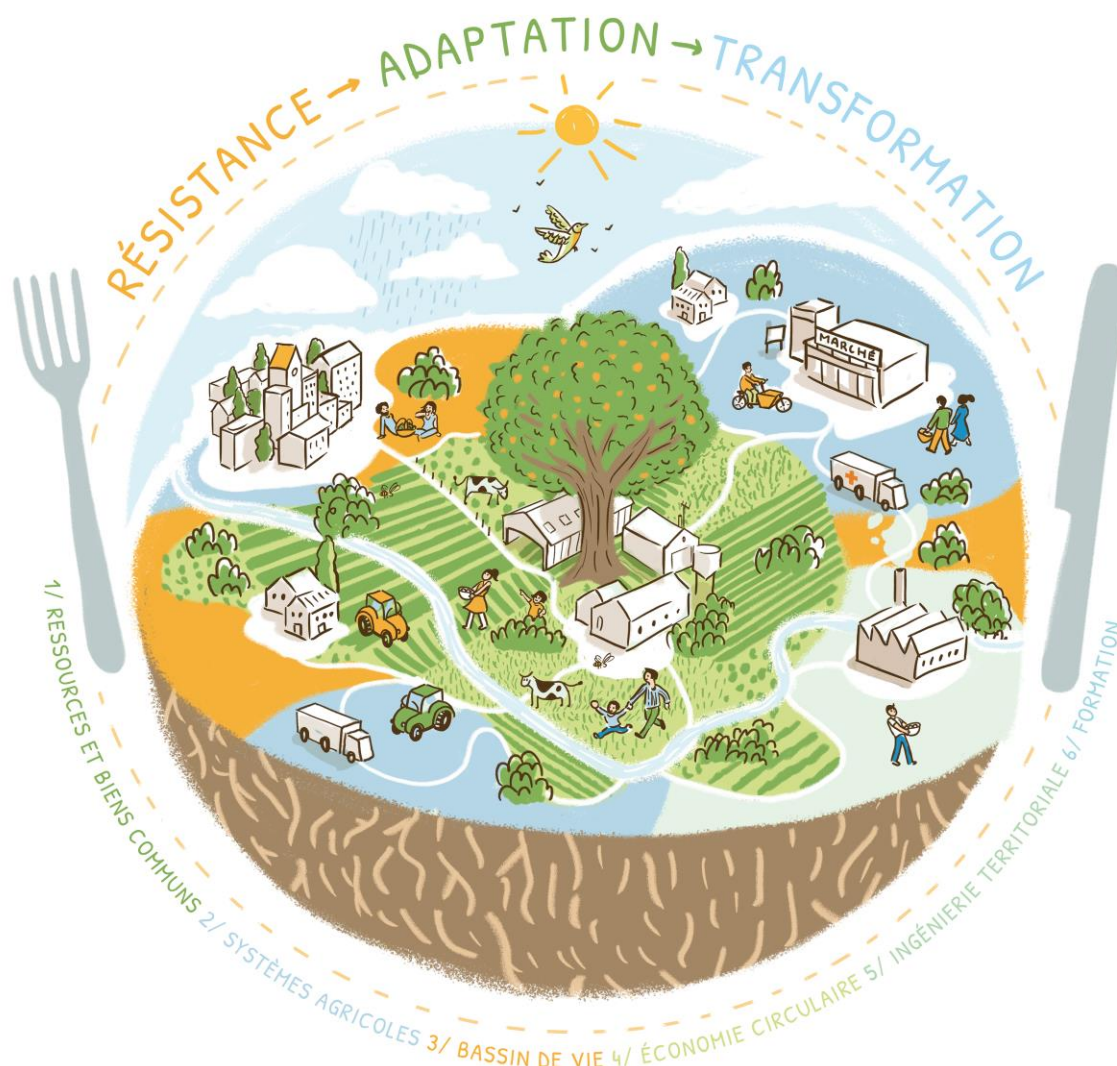 RÉSISTANCE → ADAPTATION → TRANSFORMATION
MARCHÉ
1/ RESSOURCES ET BIENS COMMUNS 2/ SYSTÈMES AGRICOLES 3/ BASSIN DE VIE 4/ ÉCONOMIE CIRCULAIRE 5/ INGÉNIERIE TERRITORIALE 6/ FORMATION